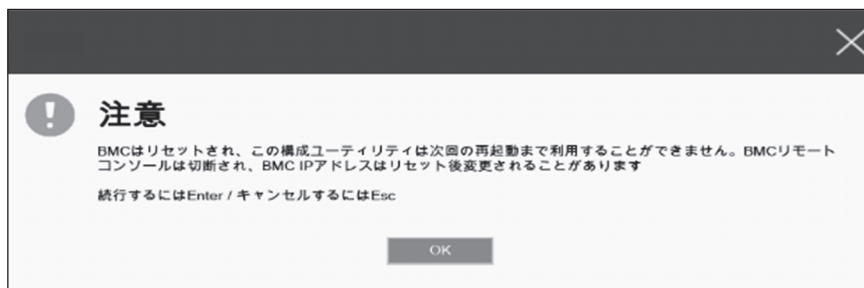 注意
BMCはリセットされ、この構成ユーティリティは次回の再起動まで利用することができません。BMCリモート
コンソールは切断され、BMC IPアドレスはリセット後変更されることがあります
続行するにはEnter / キャンセルするにはEsc
OK